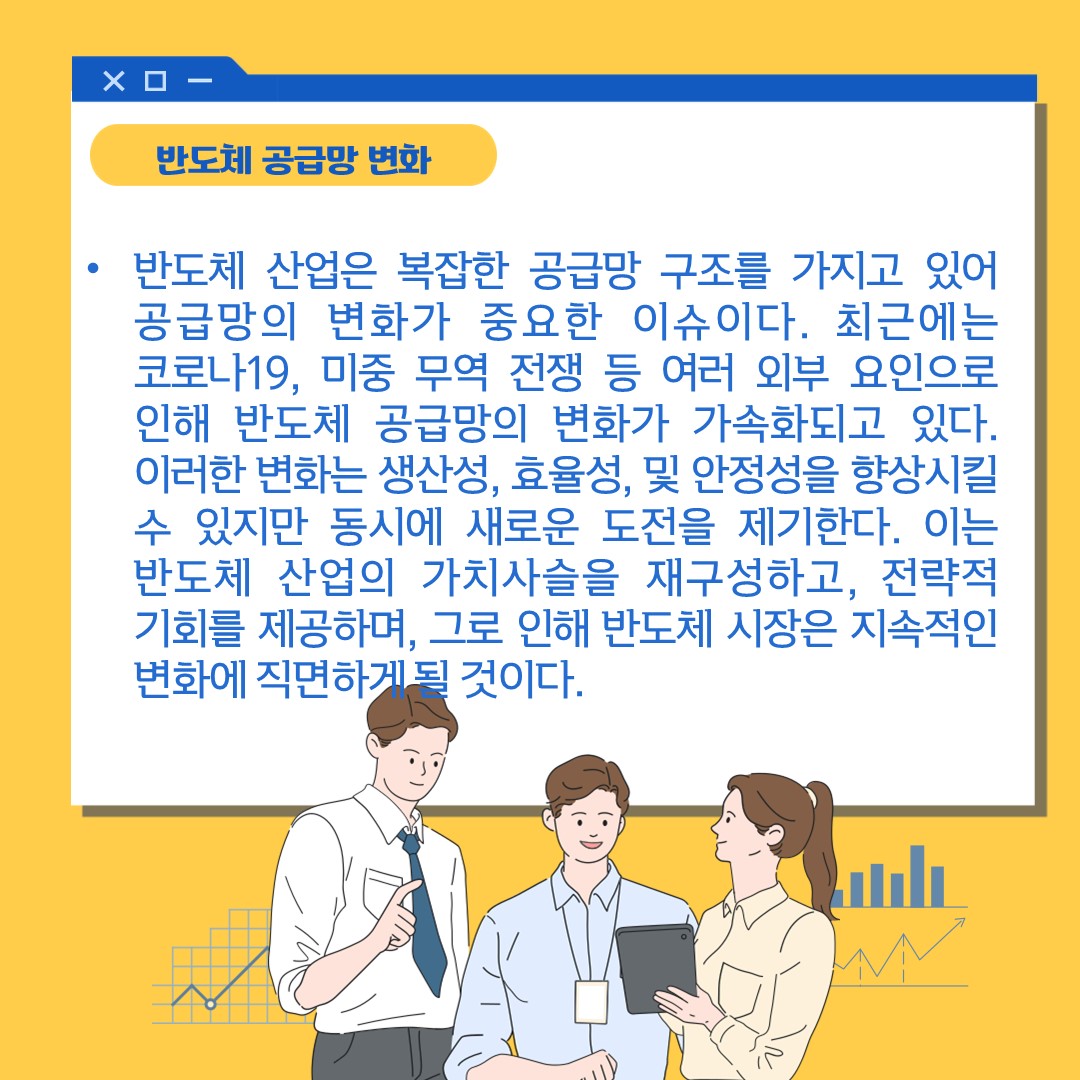 반도체 공급망 변화
• 반도체 산업은 복잡한 공급망 구조를 가지고 있어
공급망의 변화가 중요한 이슈이다. 최근에는
코로나19, 미중 무역 전쟁 등 여러 외부 요인으로
인해 반도체 공급망의 변화가 가속화되고 있다.
이러한 변화는 생산성, 효율성, 및 안정성을 향상시킬
수 있지만 동시에 새로운 도전을 제기한다. 이는
반도체 산업의 가치사슬을 재구성하고, 전략적
기회를 제공하며, 그로 인해 반도체 시장은 지속적인
변화에 직면하게 될 것이다.